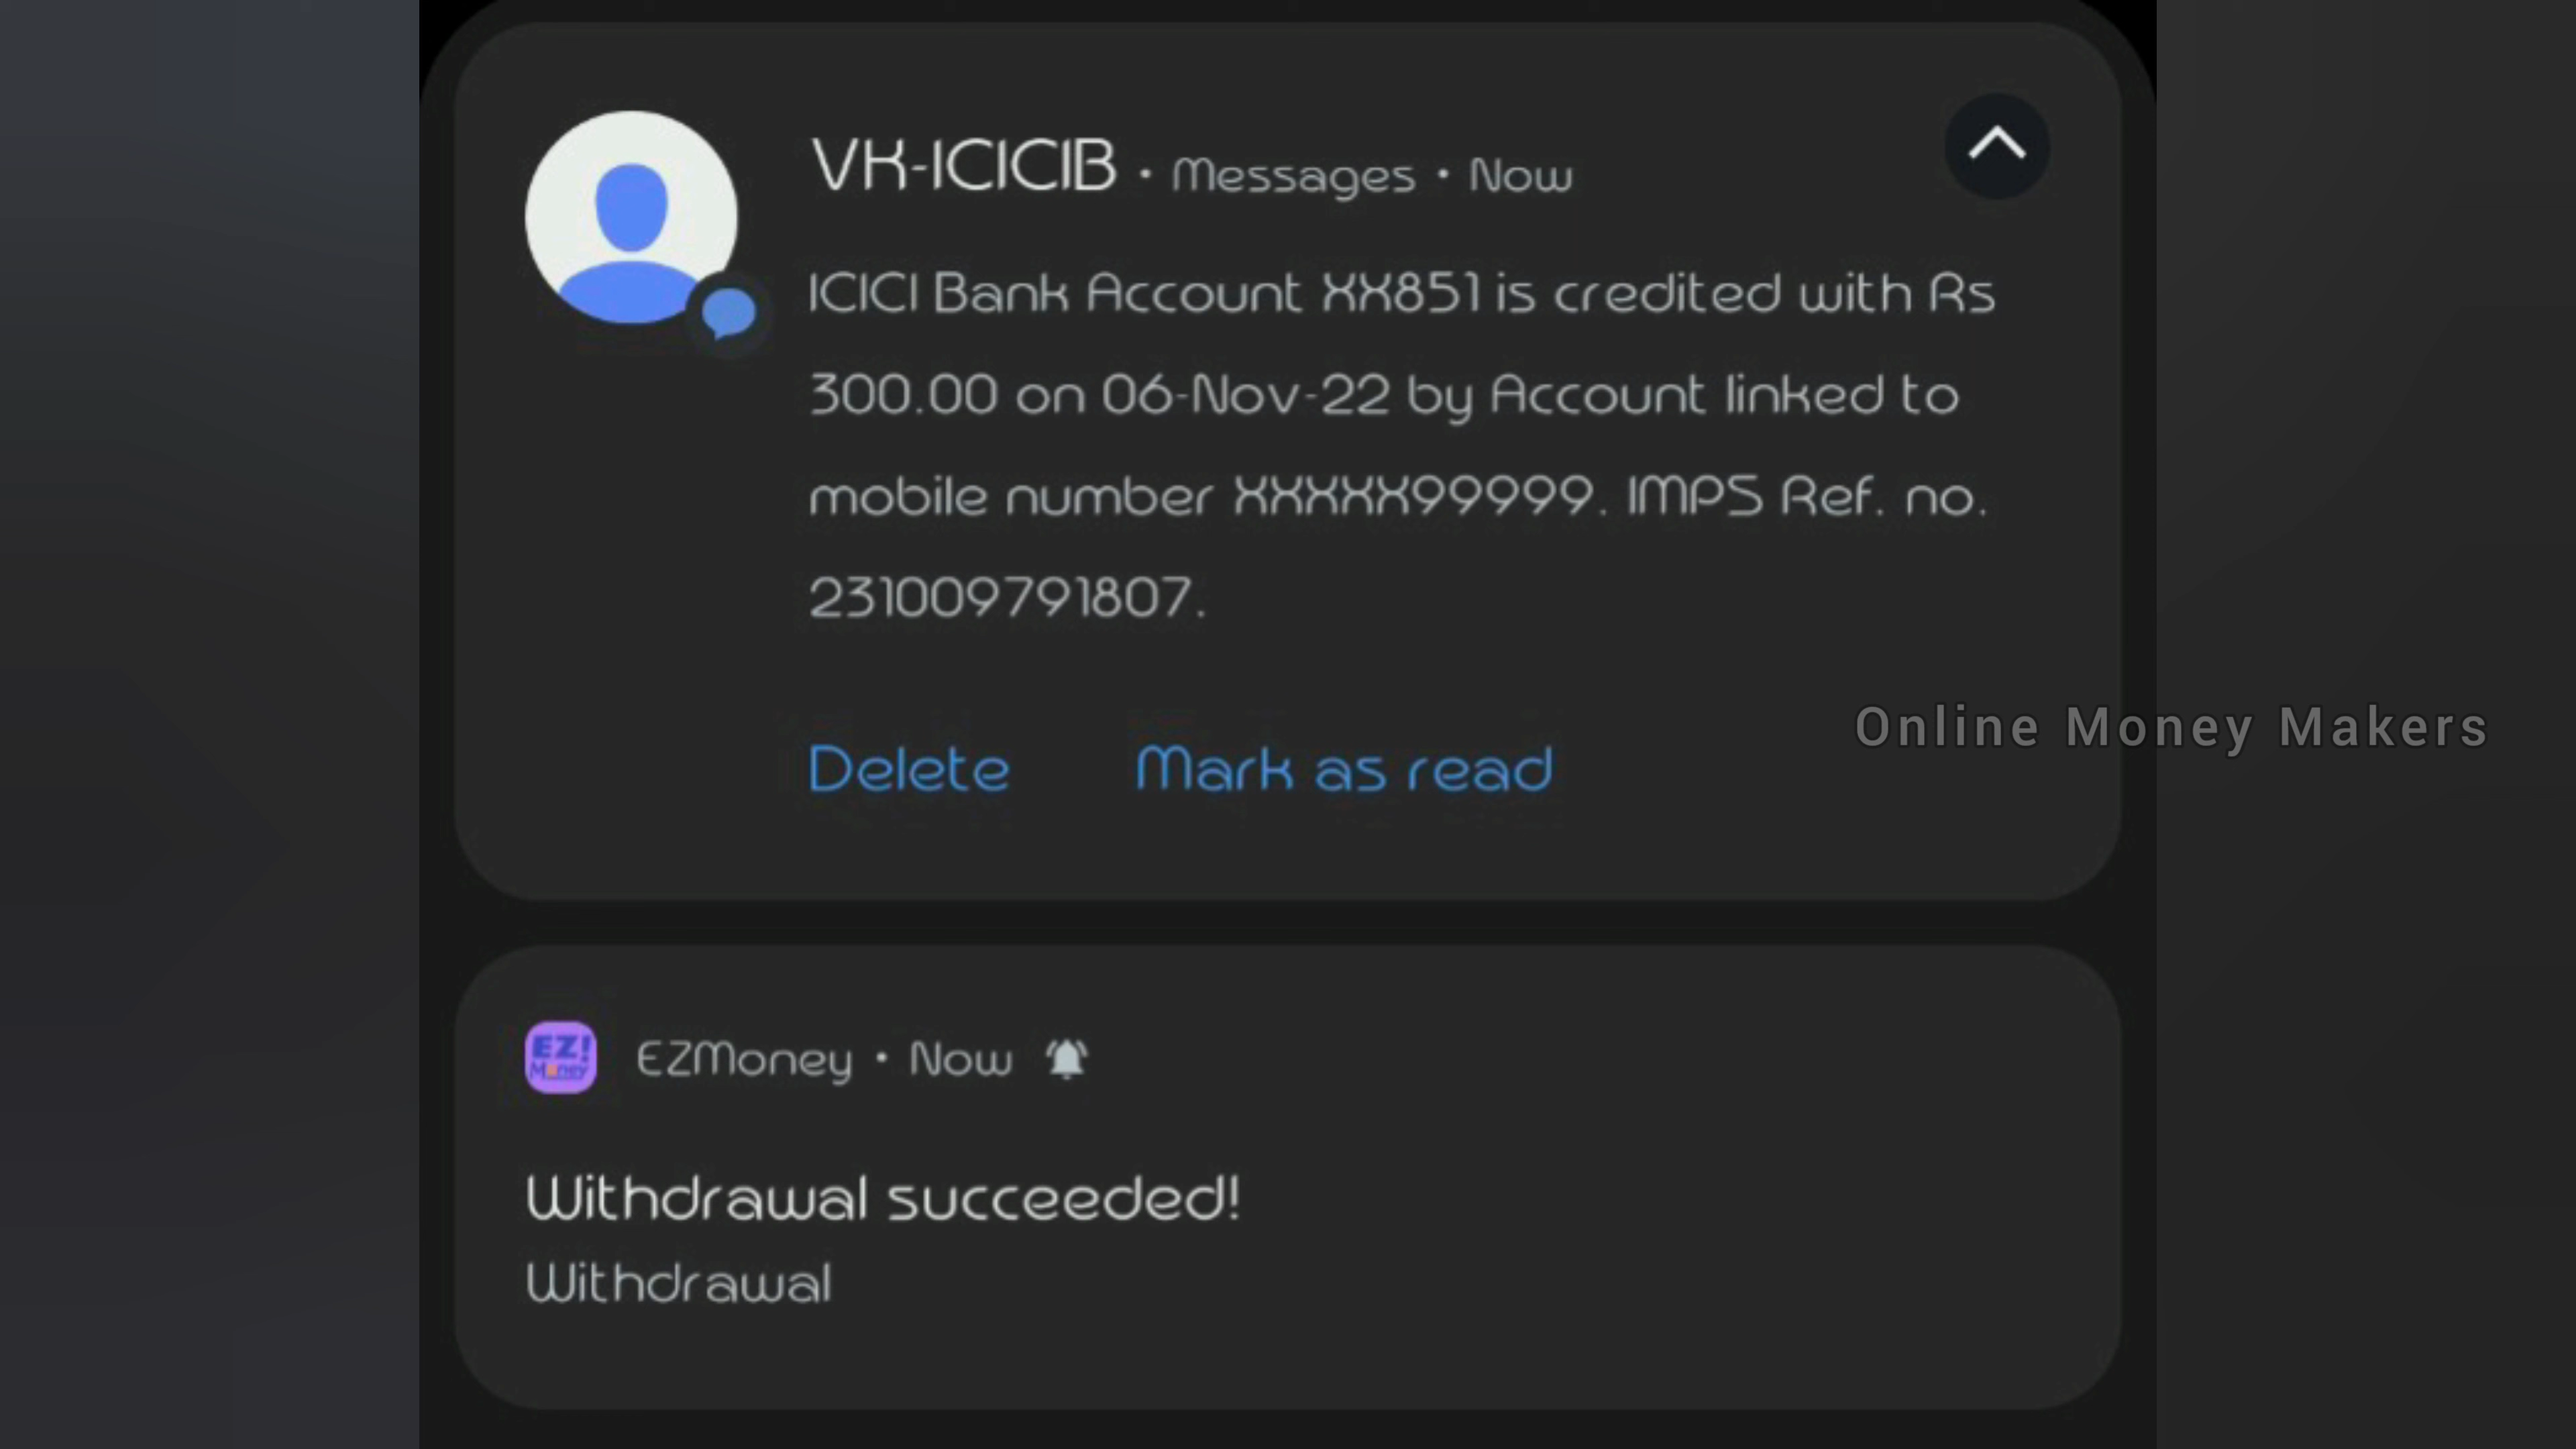 VK-ICICIB • Messages • Now
ICICI Bank Account XX851 is credited with Rs
300.00 on 06-Nov-22 by Account linked to
mobile number XXXXX99999. IMPS Ref. no.
231009791807.
Online Money Makers
Delete Mark as read
EZ!
Money
EZMoney • Now
Withdrawal succeeded!
Withdrawal